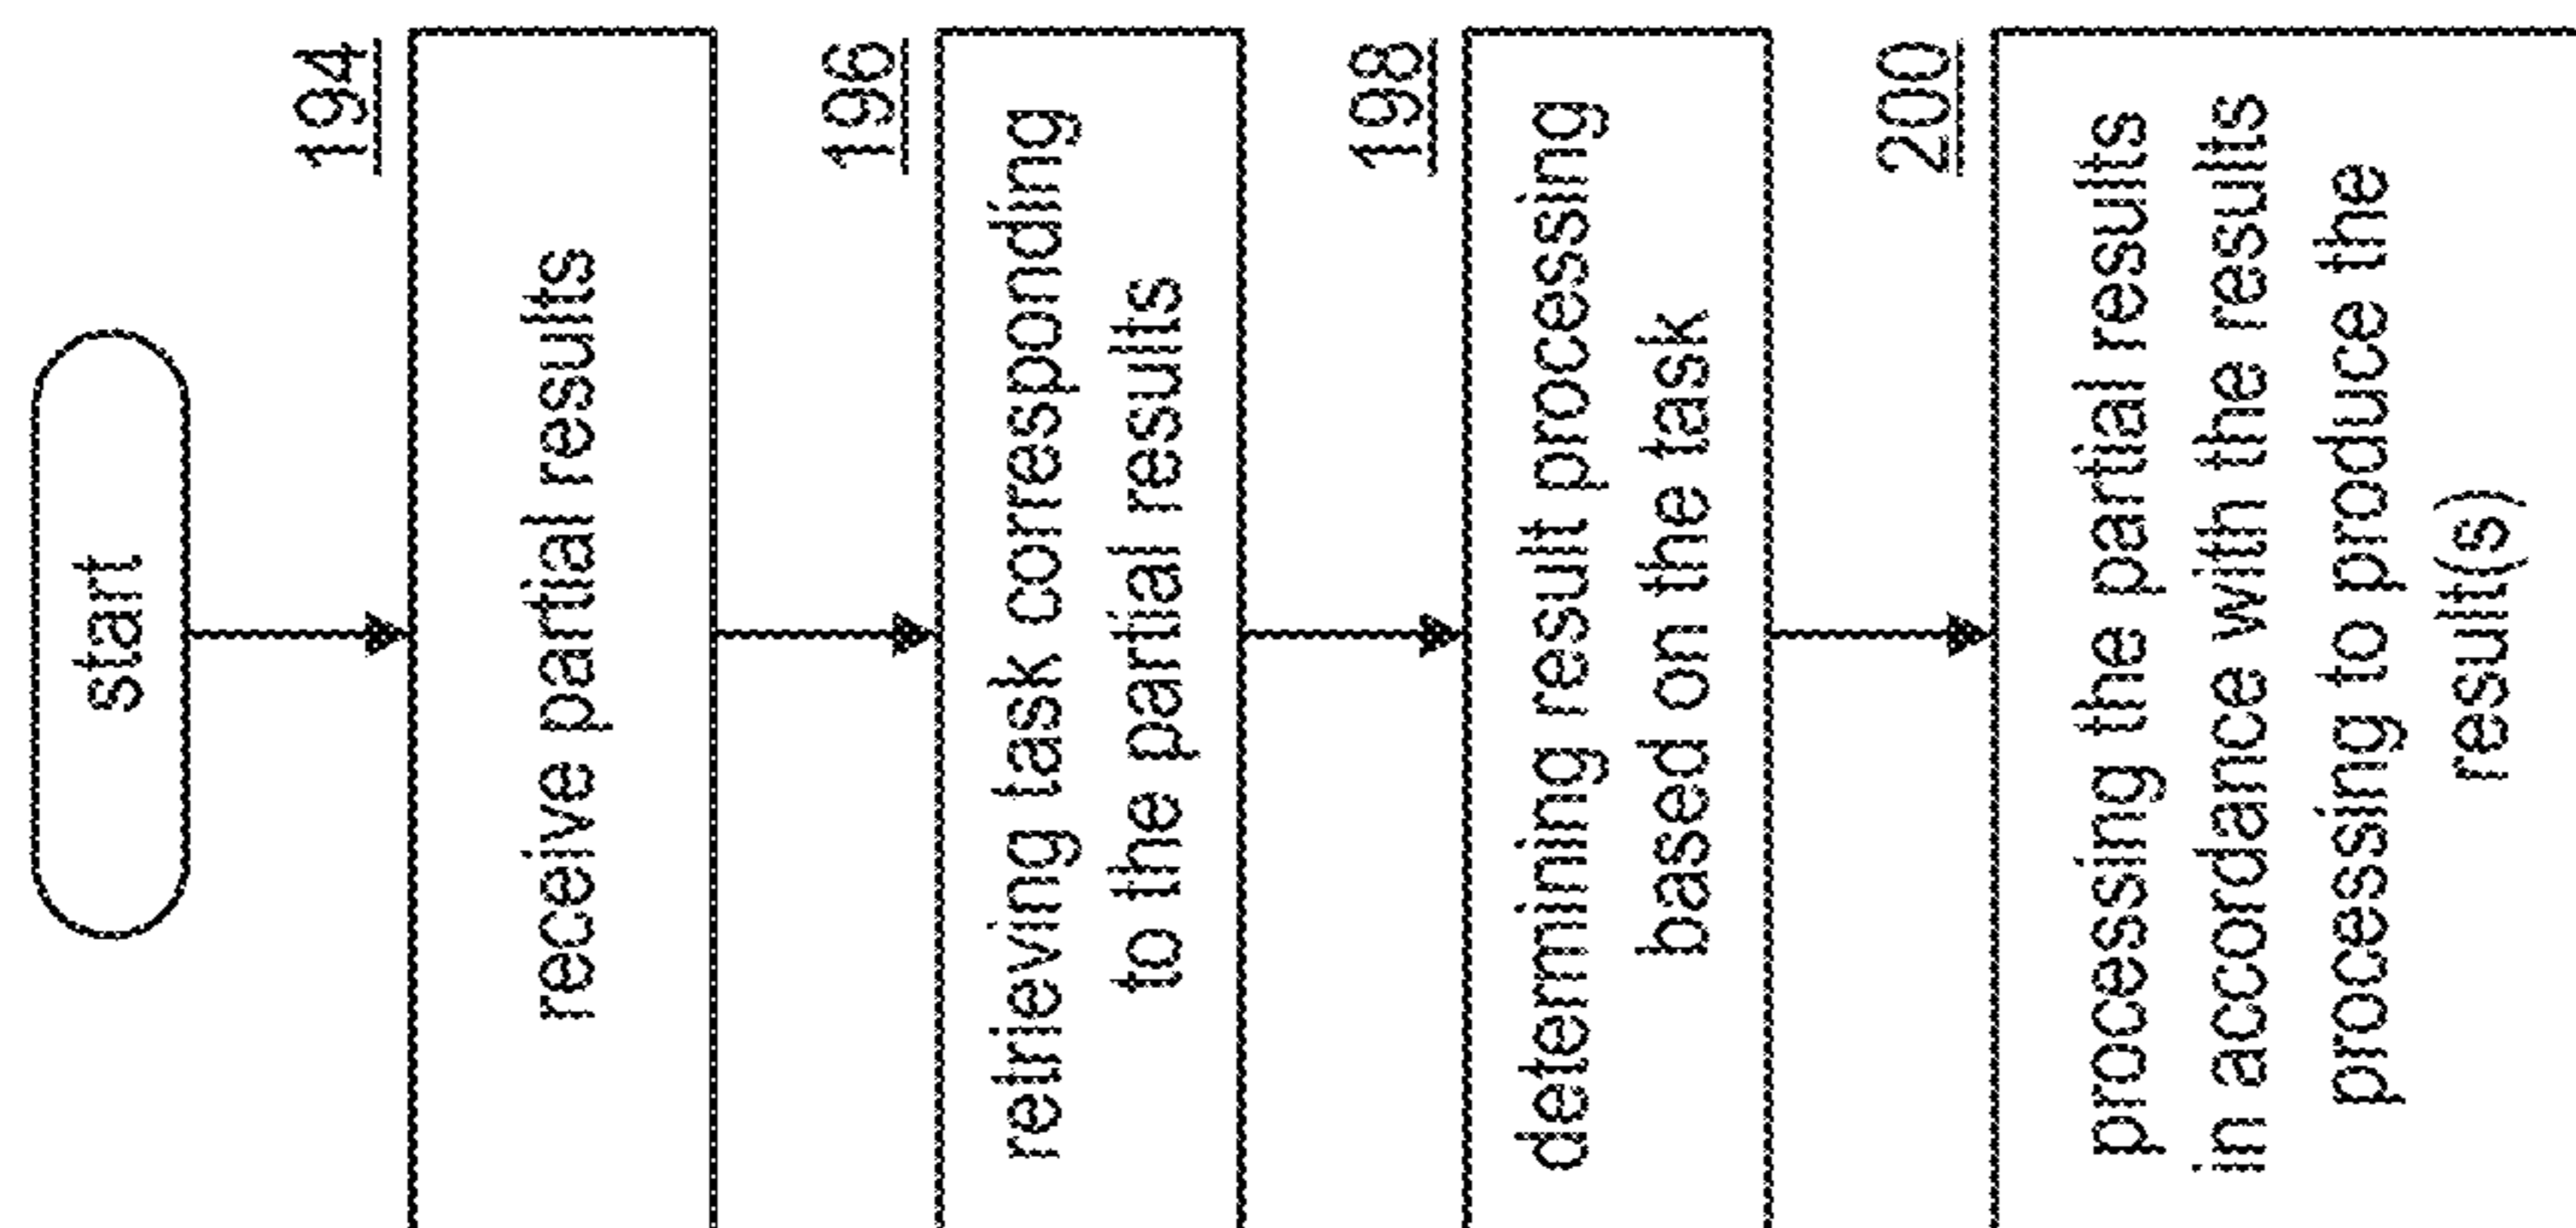 start
194
receive partial results
196
retrieving task corresponding
to the partial results
198
determining result processing
based on the task
200
processing the partial results
in accordance with the results
processing to produce the
result(s)